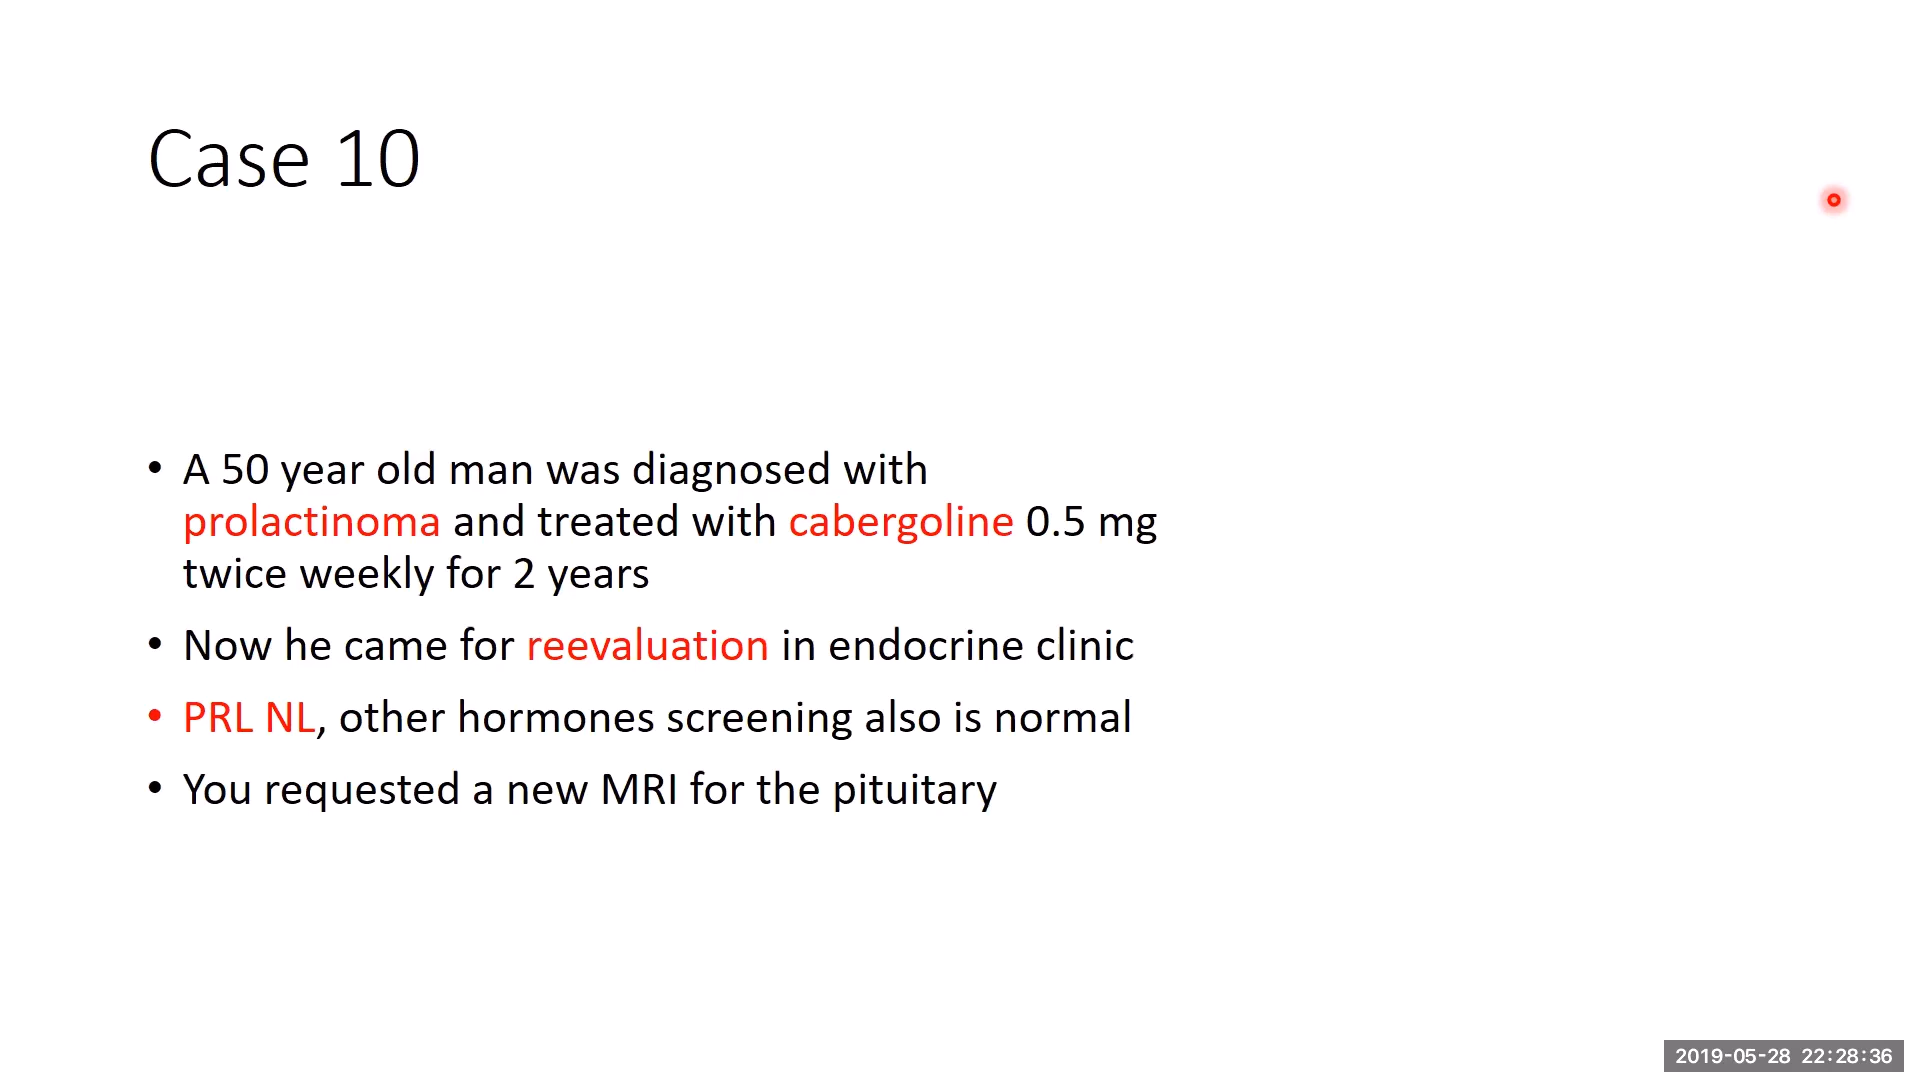 Case 10
• A 50 year old man was diagnosed with
prolactinoma and treated with cabergoline 0.5 mg
twice weekly for 2 years
• Now he came for reevaluation in endocrine clinic
• PRL NL, other hormones screening also is normal
• You requested a new MRI for the pituitary
2019-05-28 22:28:36